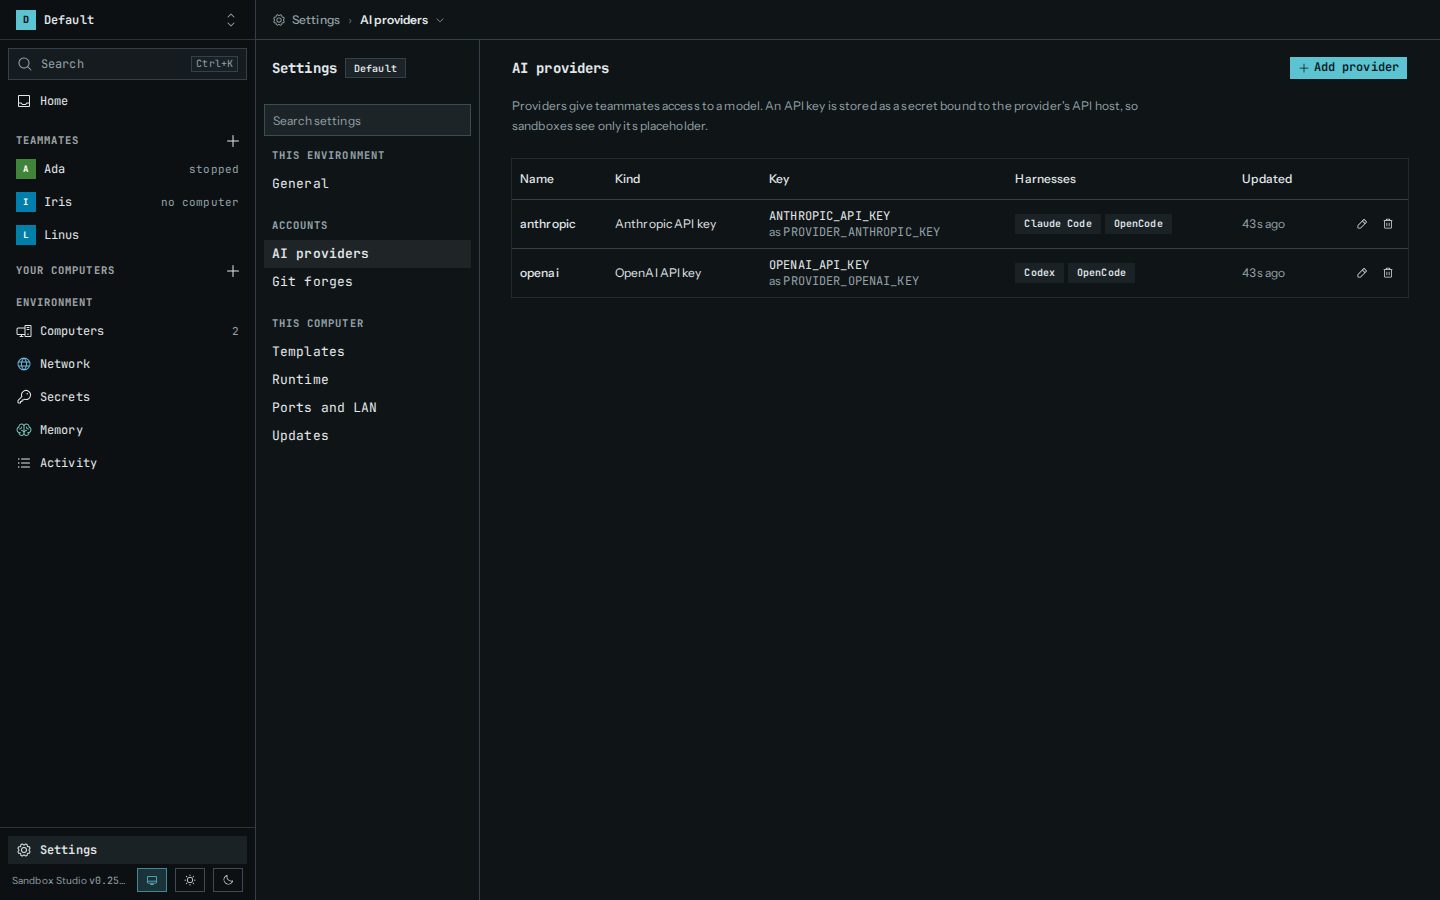 D Default
Settings › AI providers
Search Ctrl+K
Home
TEAMMATES
A Ada stopped
I Iris no computer
L Linus
YOUR COMPUTERS
ENVIRONMENT
Computers 2
Network
Secrets
Memory
Activity
Settings
Sandbox Studio v0.25…
Settings Default
Search settings
THIS ENVIRONMENT
General
ACCOUNTS
AI providers
Git forges
THIS COMPUTER
Templates
Runtime
Ports and LAN
Updates
AI providers
+ Add provider
Providers give teammates access to a model. An API key is stored as a secret bound to the provider's API host, so
sandboxes see only its placeholder.
Name Kind Key Harnesses Updated
anthropic Anthropic API key ANTHROPIC_API_KEY Claude Code OpenCode 43s ago
as PROVIDER_ANTHROPIC_KEY
openai OpenAI API key OPENAI_API_KEY Codex OpenCode 43s ago
as PROVIDER_OPENAI_KEY